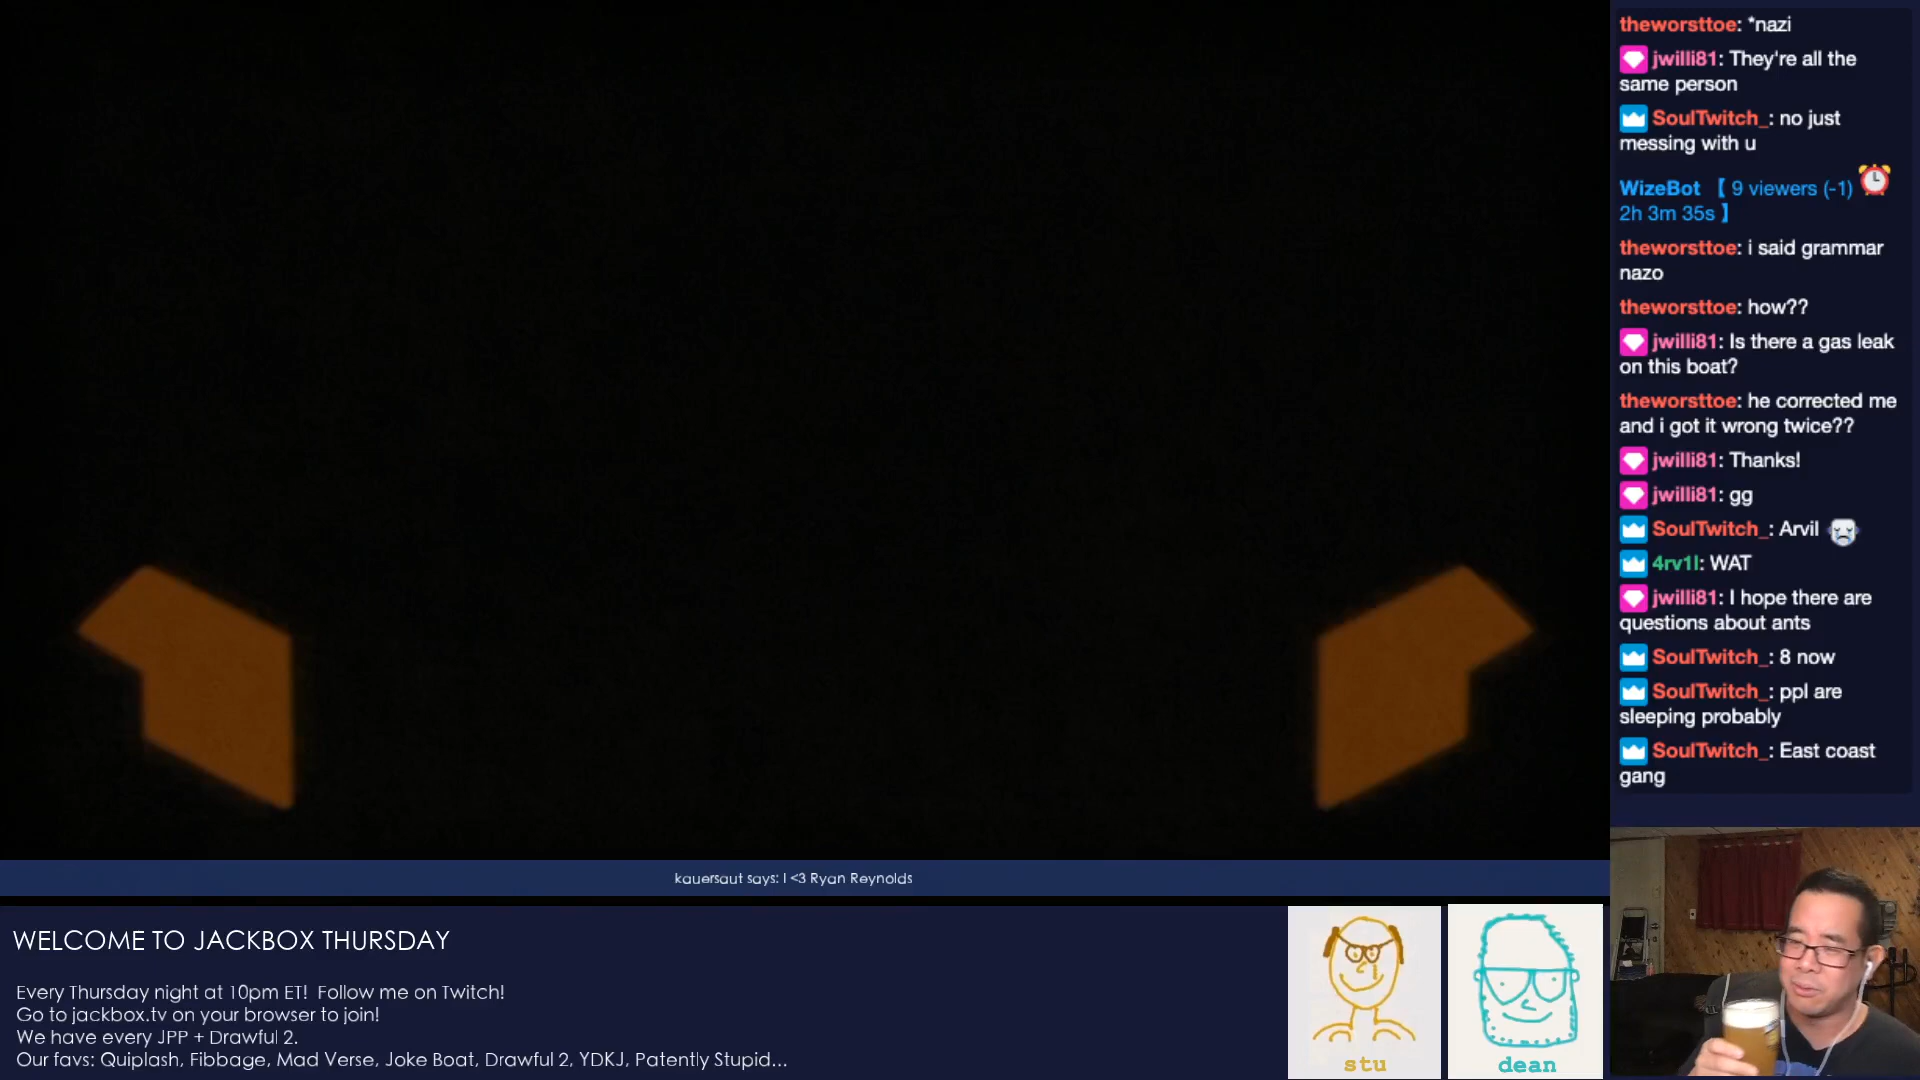 theworsttoe: *nazi
jwilli81: They're all the
same person
SoulTwitch_: no just
messing with u
WizeBot 【 9 viewers (-1)
2h 3m 35s 】
theworsttoe: i said grammar
nazo
theworsttoe: how??
jwilli81: Is there a gas leak
on this boat?
theworsttoe: he corrected me
and i got it wrong twice??
jwilli81: Thanks!
jwilli81: gg
SoulTwitch_: Arvil
4rv1l: WAT
jwilli81: I hope there are
questions about ants
SoulTwitch_: 8 now
SoulTwitch_: ppl are
sleeping probably
SoulTwitch_: East coast
gang
kauersaut says: I <3 Ryan Reynolds
WELCOME TO JACKBOX THURSDAY
Every Thursday night at 10pm ET! Follow me on Twitch!
Go to jackbox.tv on your browser to join!
We have every JPP + Drawful 2.
Our favs: Quiplash, Fibbage, Mad Verse, Joke Boat, Drawful 2, YDKJ, Patently Stupid...
stu
dean